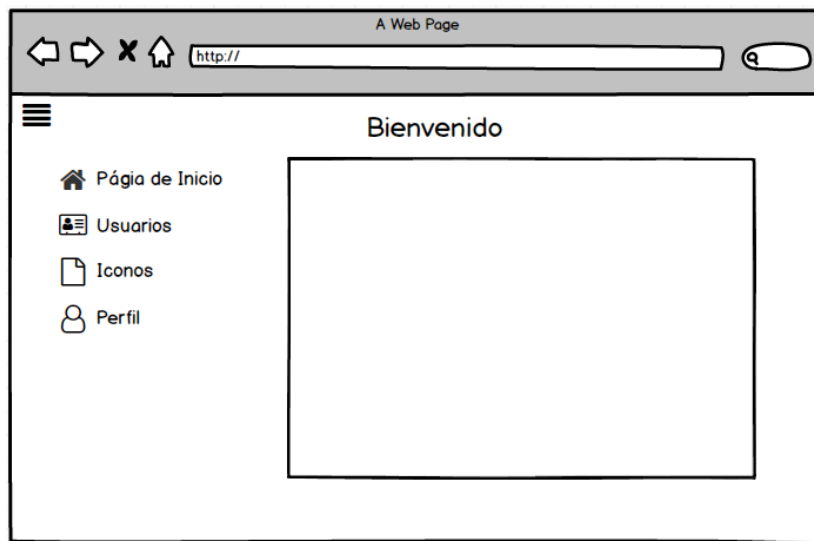 A Web Page
http://
Bienvenido
Págia de Inicio
Usuarios
Iconos
Perfil